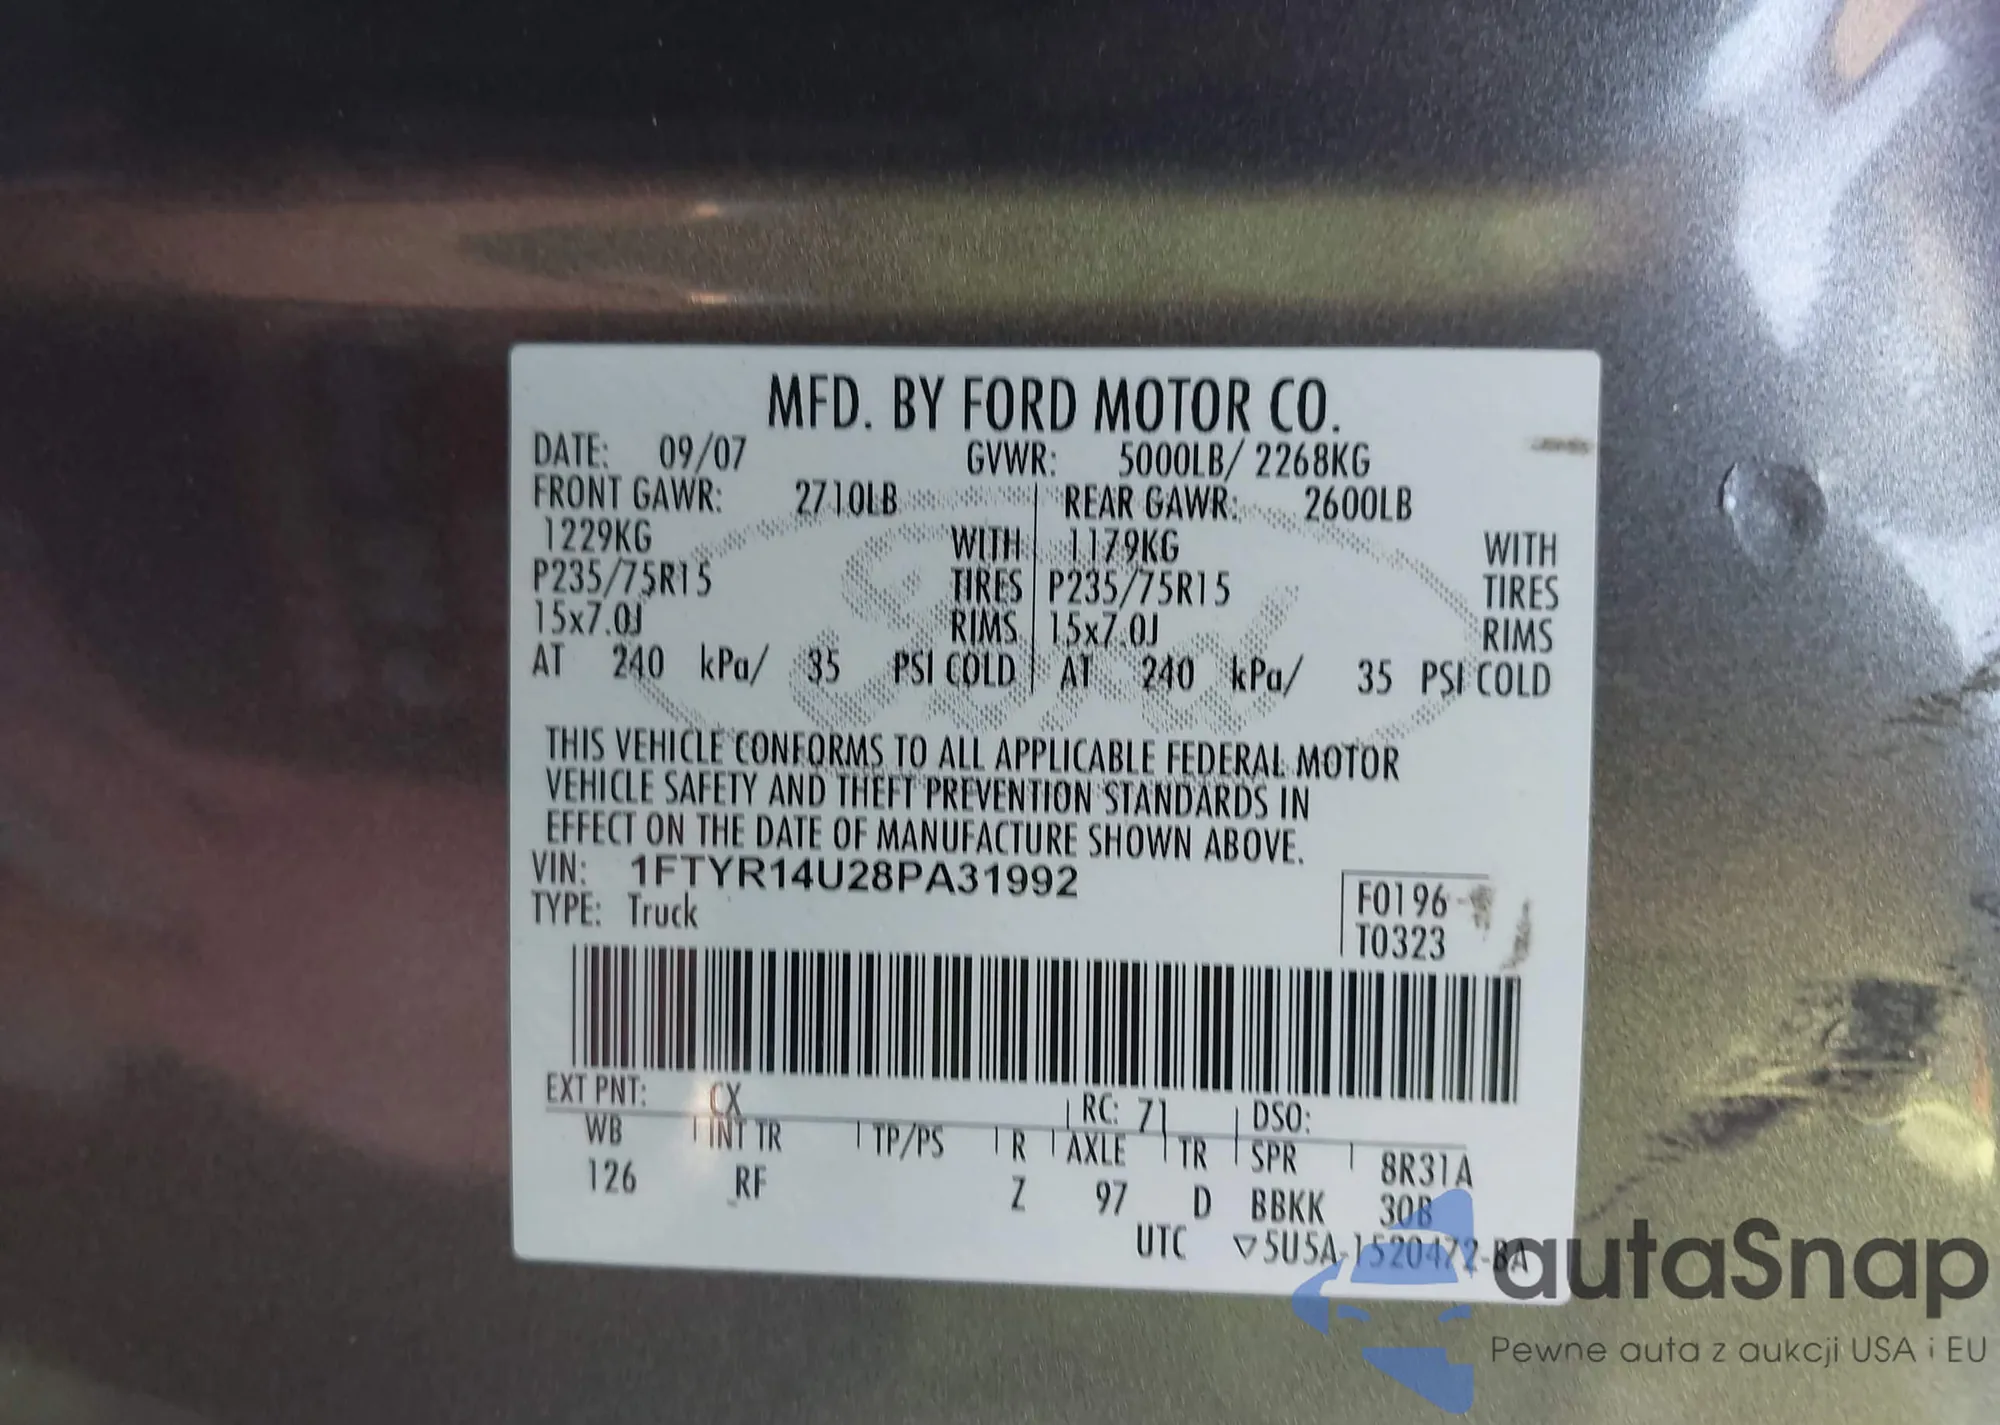 MFD. BY FORD MOTOR CO.
DATE: 09/07 GVWR: 5000LB/ 2268KG
FRONT GAWR: 2710LB REAR GAWR: 2600LB
1229KG WITH 1179KG WITH
P235/75R15 TIRES P235/75R15 TIRES
15x7.0J RIMS 15x7.0J RIMS
AT 240 kPa/ 35 PSI COLD AT 240 kPa/ 35 PSI COLD
Ford
THIS VEHICLE CONFORMS TO ALL APPLICABLE FEDERAL MOTOR
VEHICLE SAFETY AND THEFT PREVENTION STANDARDS IN
EFFECT ON THE DATE OF MANUFACTURE SHOWN ABOVE.
VIN: 1FTYR14U28PA31992
TYPE: Truck
F0196
T0323
EXT PNT: CX RC: 71 DSO:
WB INT TR TP/PS R AXLE TR SPR 8R31A
126 RF Z 97 D BBKK 30B
UTC ▽5U5A-1520472-BA
autaSnap
Pewne auta z aukcji USA i EU